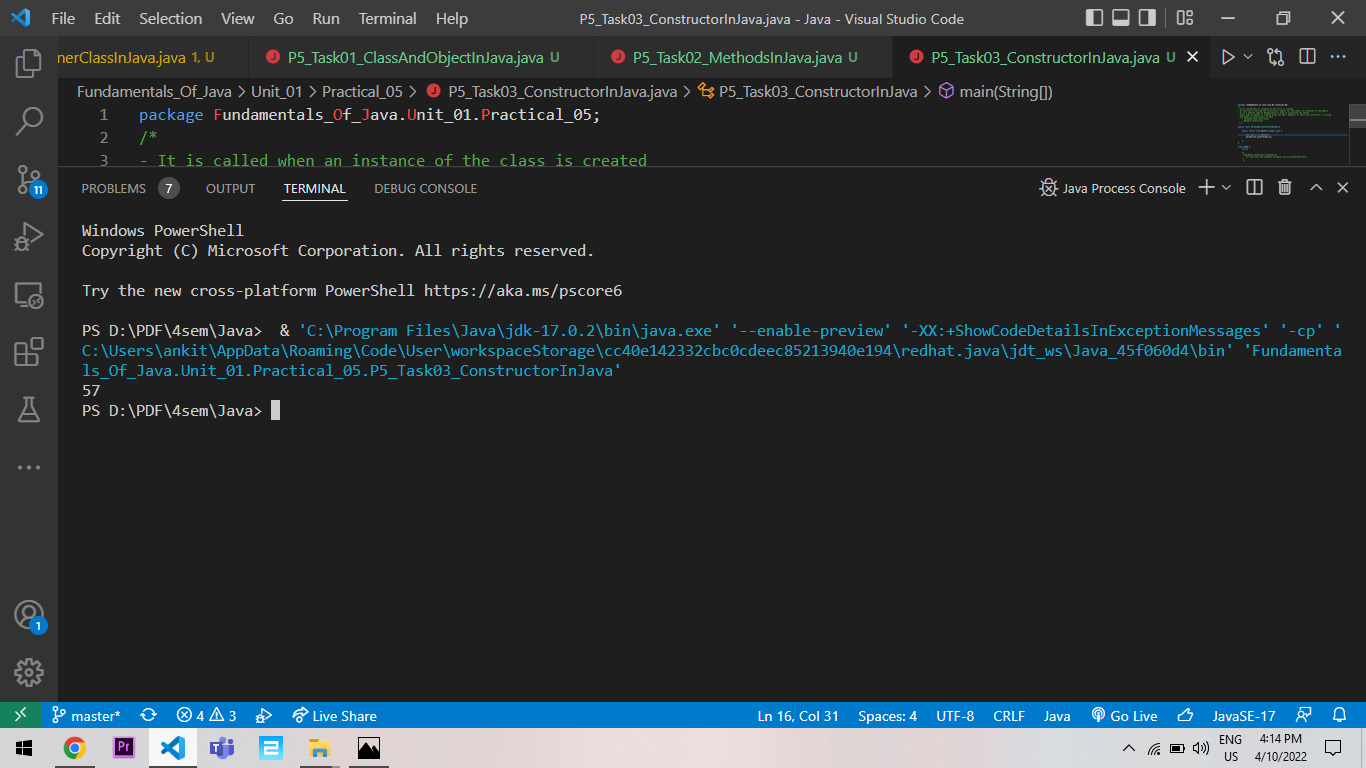 File Edit Selection View Go Run Terminal Help P5_Task03_ConstructorInJava.java - Java - Visual Studio Code
nerClassInJava.java 1, U P5_Task01_ClassAndObjectInJava.java U P5_Task02_MethodsInJava.java U P5_Task03_ConstructorInJava.java U
Fundamentals_Of_Java > Unit_01 > Practical_05 > P5_Task03_ConstructorInJava.java > P5_Task03_ConstructorInJava > main(String[])
1 package Fundamentals_Of_Java.Unit_01.Practical_05;
2 /*
3 - It is called when an instance of the class is created
PROBLEMS 7 OUTPUT TERMINAL DEBUG CONSOLE Java Process Console
Windows PowerShell
Copyright (C) Microsoft Corporation. All rights reserved.
Try the new cross-platform PowerShell https://aka.ms/pscore6
PS D:\PDF\4sem\Java>  & 'C:\Program Files\Java\jdk-17.0.2\bin\java.exe' '--enable-preview' '-XX:+ShowCodeDetailsInExceptionMessages' '-cp' '
C:\Users\ankit\AppData\Roaming\Code\User\workspaceStorage\cc40e142332cbc0cdeec85213940e194\redhat.java\jdt_ws\Java_45f060d4\bin' 'Fundamenta
ls_Of_Java.Unit_01.Practical_05.P5_Task03_ConstructorInJava'
57
PS D:\PDF\4sem\Java>
11
1
master* 4 3 Live Share Ln 16, Col 31 Spaces: 4 UTF-8 CRLF Java Go Live JavaSE-17
Pr ENG 4:14 PM
US 4/10/2022